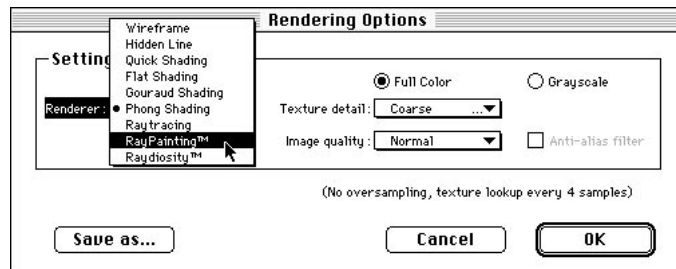 Rendering Options
Setting
Renderer:
Wireframe
Hidden Line
Quick Shading
Flat Shading
Gouraud Shading
• Phong Shading
Raytracing
RayPainting™
Raydiosity™
Full Color
Grayscale
Texture detail: Coarse ...▼
Image quality: Normal ▼
Anti-alias filter
(No oversampling, texture lookup every 4 samples)
Save as...
Cancel
OK